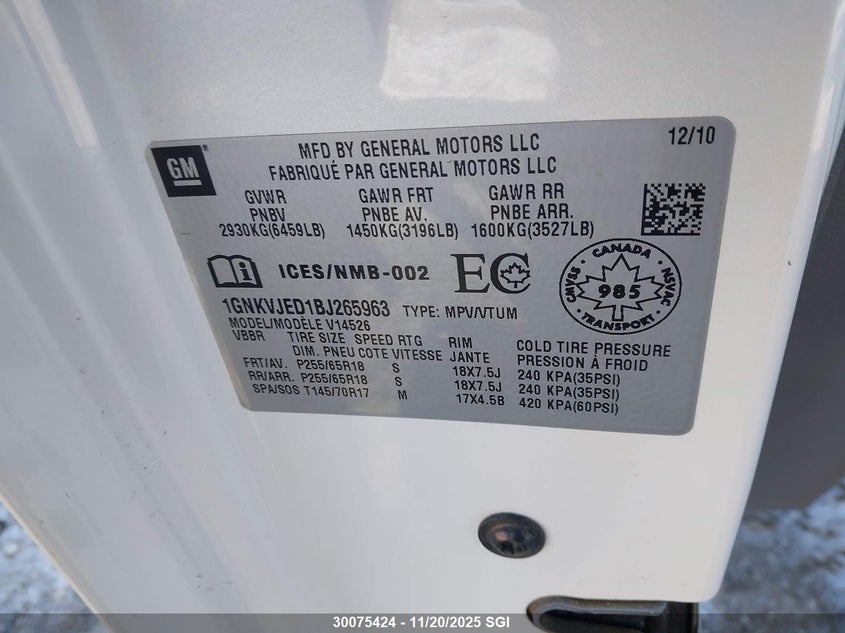 GM
MFD BY GENERAL MOTORS LLC 12/10
FABRIQUÉ PAR GENERAL MOTORS LLC
GVWR GAWR FRT GAWR RR
PNBV PNBE AV. PNBE ARR.
2930KG(6459LB) 1450KG(3196LB) 1600KG(3527LB)
i ICES/NMB-002 EC
CANADA
CMVSS 985 NSVAC
TRANSPORT
1GNKVJED1BJ265963 TYPE: MPV/VTUM
MODEL/MODÈLE V14526
VBBR TIRE SIZE SPEED RTG RIM COLD TIRE PRESSURE
DIM. PNEU COTE VITESSE JANTE PRESSION À FROID
FRT/AV. P255/65R18 S 18X7.5J 240 KPA(35PSI)
RR/ARR. P255/65R18 S 18X7.5J 240 KPA(35PSI)
SPA/SOS T145/70R17 M 17X4.5B 420 KPA(60PSI)
30075424 - 11/20/2025 SGI